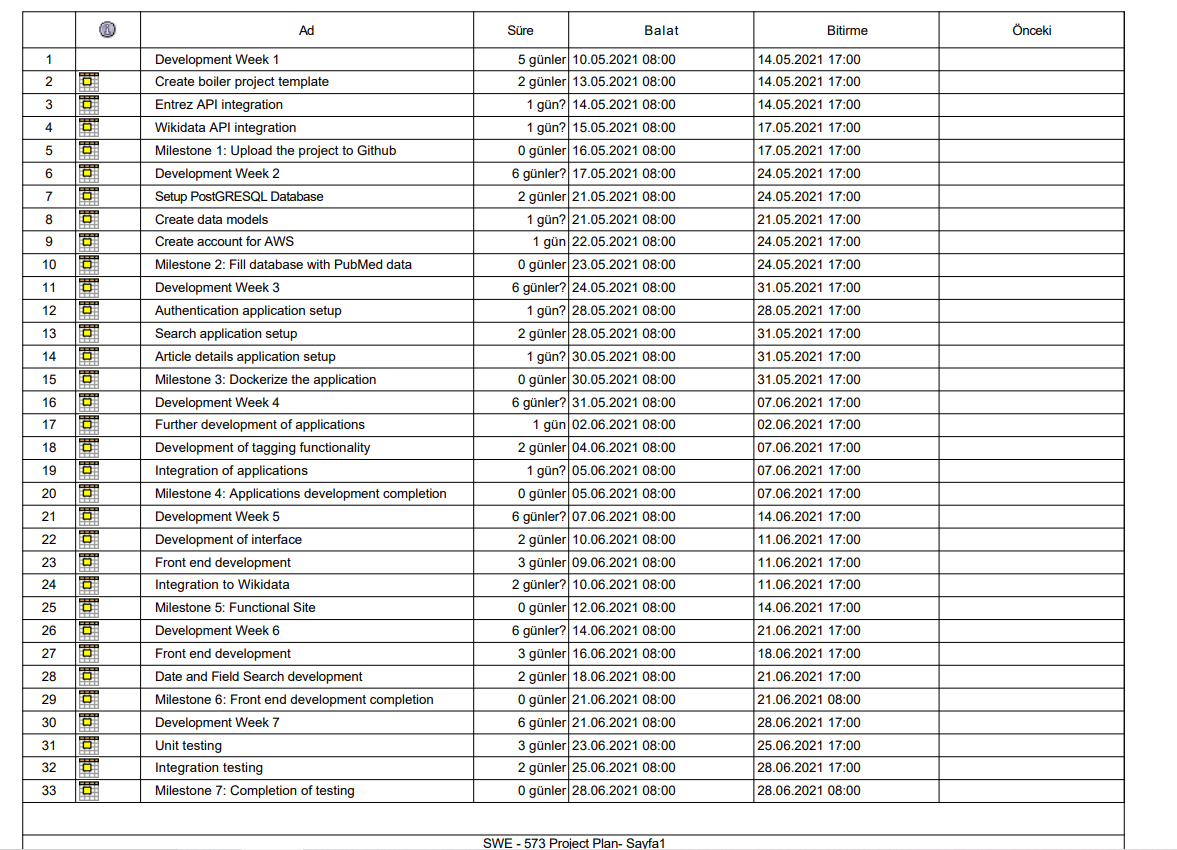 Ad Süre Balat Bitirme Önceki
1 Development Week 1 5 günler 10.05.2021 08:00 14.05.2021 17:00
2 Create boiler project template 2 günler 13.05.2021 08:00 14.05.2021 17:00
3 Entrez API integration 1 gün? 14.05.2021 08:00 14.05.2021 17:00
4 Wikidata API integration 1 gün? 15.05.2021 08:00 17.05.2021 17:00
5 Milestone 1: Upload the project to Github 0 günler 16.05.2021 08:00 17.05.2021 17:00
6 Development Week 2 6 günler? 17.05.2021 08:00 24.05.2021 17:00
7 Setup PostGRESQL Database 2 günler 21.05.2021 08:00 24.05.2021 17:00
8 Create data models 1 gün? 21.05.2021 08:00 21.05.2021 17:00
9 Create account for AWS 1 gün 22.05.2021 08:00 24.05.2021 17:00
10 Milestone 2: Fill database with PubMed data 0 günler 23.05.2021 08:00 24.05.2021 17:00
11 Development Week 3 6 günler? 24.05.2021 08:00 31.05.2021 17:00
12 Authentication application setup 1 gün? 28.05.2021 08:00 28.05.2021 17:00
13 Search application setup 2 günler 28.05.2021 08:00 31.05.2021 17:00
14 Article details application setup 1 gün? 30.05.2021 08:00 31.05.2021 17:00
15 Milestone 3: Dockerize the application 0 günler 30.05.2021 08:00 31.05.2021 17:00
16 Development Week 4 6 günler? 31.05.2021 08:00 07.06.2021 17:00
17 Further development of applications 1 gün 02.06.2021 08:00 02.06.2021 17:00
18 Development of tagging functionality 2 günler 04.06.2021 08:00 07.06.2021 17:00
19 Integration of applications 1 gün? 05.06.2021 08:00 07.06.2021 17:00
20 Milestone 4: Applications development completion 0 günler 05.06.2021 08:00 07.06.2021 17:00
21 Development Week 5 6 günler? 07.06.2021 08:00 14.06.2021 17:00
22 Development of interface 2 günler 10.06.2021 08:00 11.06.2021 17:00
23 Front end development 3 günler 09.06.2021 08:00 11.06.2021 17:00
24 Integration to Wikidata 2 günler? 10.06.2021 08:00 11.06.2021 17:00
25 Milestone 5: Functional Site 0 günler 12.06.2021 08:00 14.06.2021 17:00
26 Development Week 6 6 günler? 14.06.2021 08:00 21.06.2021 17:00
27 Front end development 3 günler 16.06.2021 08:00 18.06.2021 17:00
28 Date and Field Search development 2 günler 18.06.2021 08:00 21.06.2021 17:00
29 Milestone 6: Front end development completion 0 günler 21.06.2021 08:00 21.06.2021 08:00
30 Development Week 7 6 günler 21.06.2021 08:00 28.06.2021 17:00
31 Unit testing 3 günler 23.06.2021 08:00 25.06.2021 17:00
32 Integration testing 2 günler 25.06.2021 08:00 28.06.2021 17:00
33 Milestone 7: Completion of testing 0 günler 28.06.2021 08:00 28.06.2021 08:00
SWE - 573 Project Plan- Sayfa1